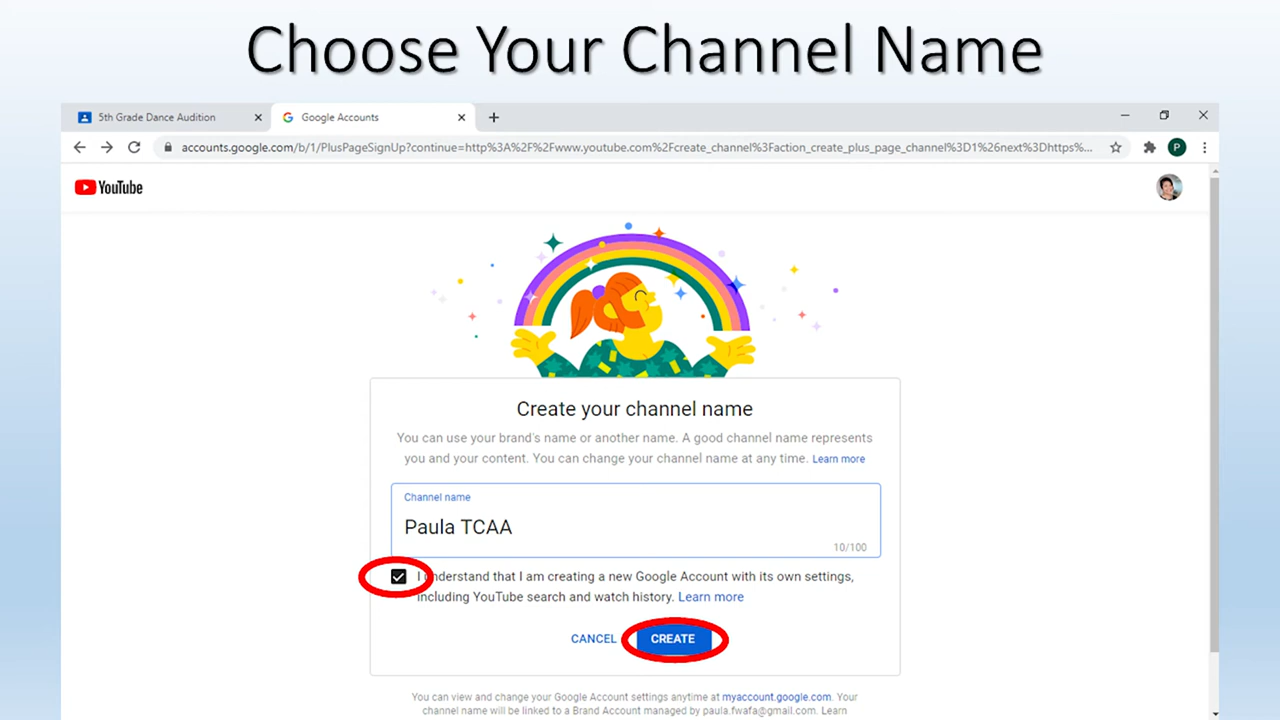 Choose Your Channel Name
5th Grade Dance Audition
Google Accounts
accounts.google.com/b/1/PlusPageSignUp?continue=http%3A%2F%2Fwww.youtube.com%2Fcreate_channel%3Faction_create_plus_page_channel%3D1%26next%3Dhttps%...
P
YouTube
Create your channel name
You can use your brand's name or another name. A good channel name represents
you and your content. You can change your channel name at any time. Learn more
Channel name
Paula TCAA
10/100
I understand that I am creating a new Google Account with its own settings,
including YouTube search and watch history. Learn more
CANCEL CREATE
You can view and change your Google Account settings anytime at myaccount.google.com. Your
channel name will be linked to a Brand Account managed by paula.fwafa@gmail.com. Learn